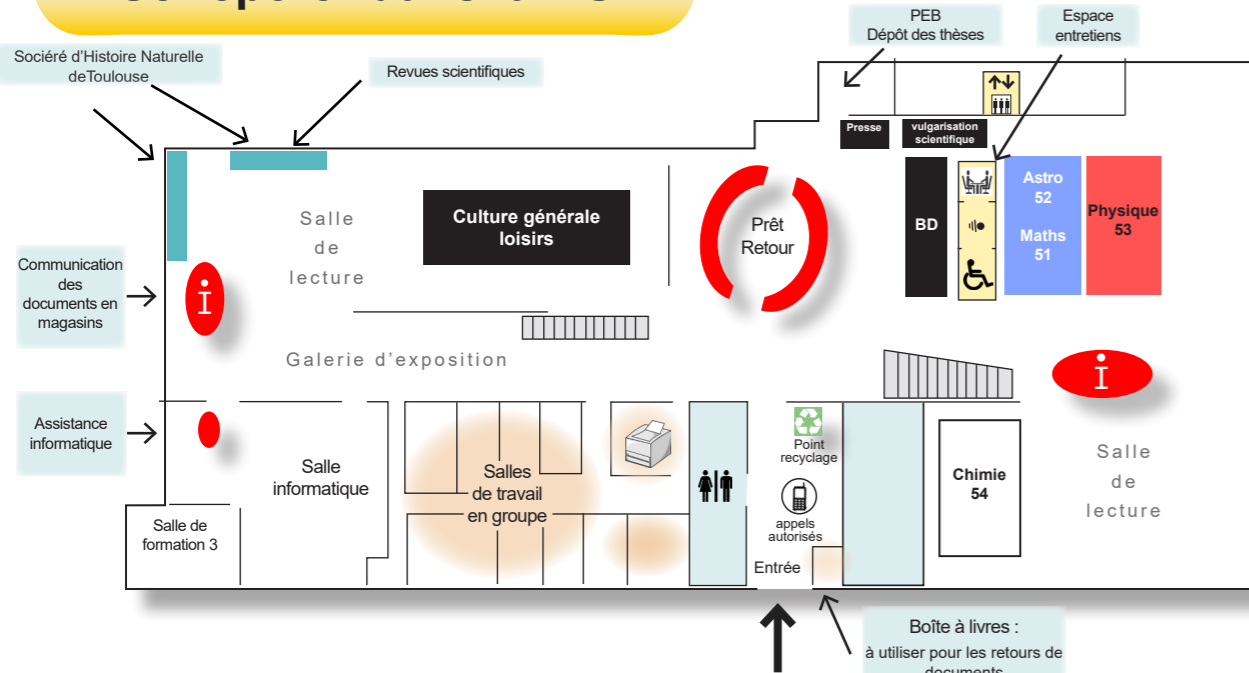 PEB
Dépôt des thèses
Espace
entretiens
Sociéré d'Histoire Naturelle
deToulouse
Revues scientifiques
Presse
vulgarisation
scientifique
Salle
de
lecture
Culture générale
loisirs
Prêt
Retour
BD
Astro
52
Maths
51
Physique
53
Communication
des
documents en
magasins
i
Galerie d'exposition
i
Assistance
informatique
Salle
informatique
Salles
de travail
en groupe
Point
recyclage
appels
autorisés
Chimie
54
Salle
de
lecture
Salle de
formation 3
Entrée
Boîte à livres :
à utiliser pour les retours de
documents